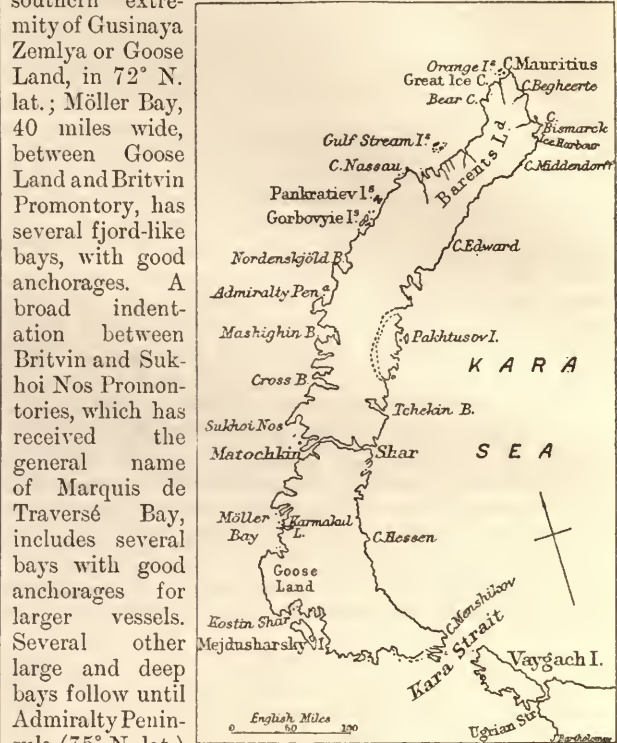 southern extre-
mity of Gusinaya
Zemlya or Goose
Land, in 72° N.
lat.; Möller Bay,
40 miles wide,
between Goose
Land and Britvin
Promontory, has
several fjord-like
bays, with good
anchorages. A
broad indent-
ation between
Britvin and Suk-
hoi Nos Promon-
tories, which has
received the
general name
of Marquis de
Traversé Bay,
includes several
bays with good
anchorages for
larger vessels.
Several other
large and deep
bays follow until
Admiralty Penin-
sula (75° N. lat.)
Orange Is.
C. Mauritius
Great Ice C.
C. Begheerte
Bear C.
C. Bismarck
Ice Harbour
Gulf Stream Is.
C. Nassau
Barents Ld.
C. Middendorff
Pankratiev Is.
Gorbovyie Is.
C. Edward
Nordenskjöld B.
Admiralty Pena.
Mashighin B.
Pakhtusov I.
KARA
Cross B.
Tchekin B.
Sukhoi Nos
Matochkin Shar
SEA
Möller
Bay
Karmakul
I.
C. Hessen
Goose
Land
Kostin Shar
C. Menshikov
Mejdusharsky I.
Kara Strait
Vaygach I.
Ugrian Str.
English Miles
0 50 100
J. Bartholomew